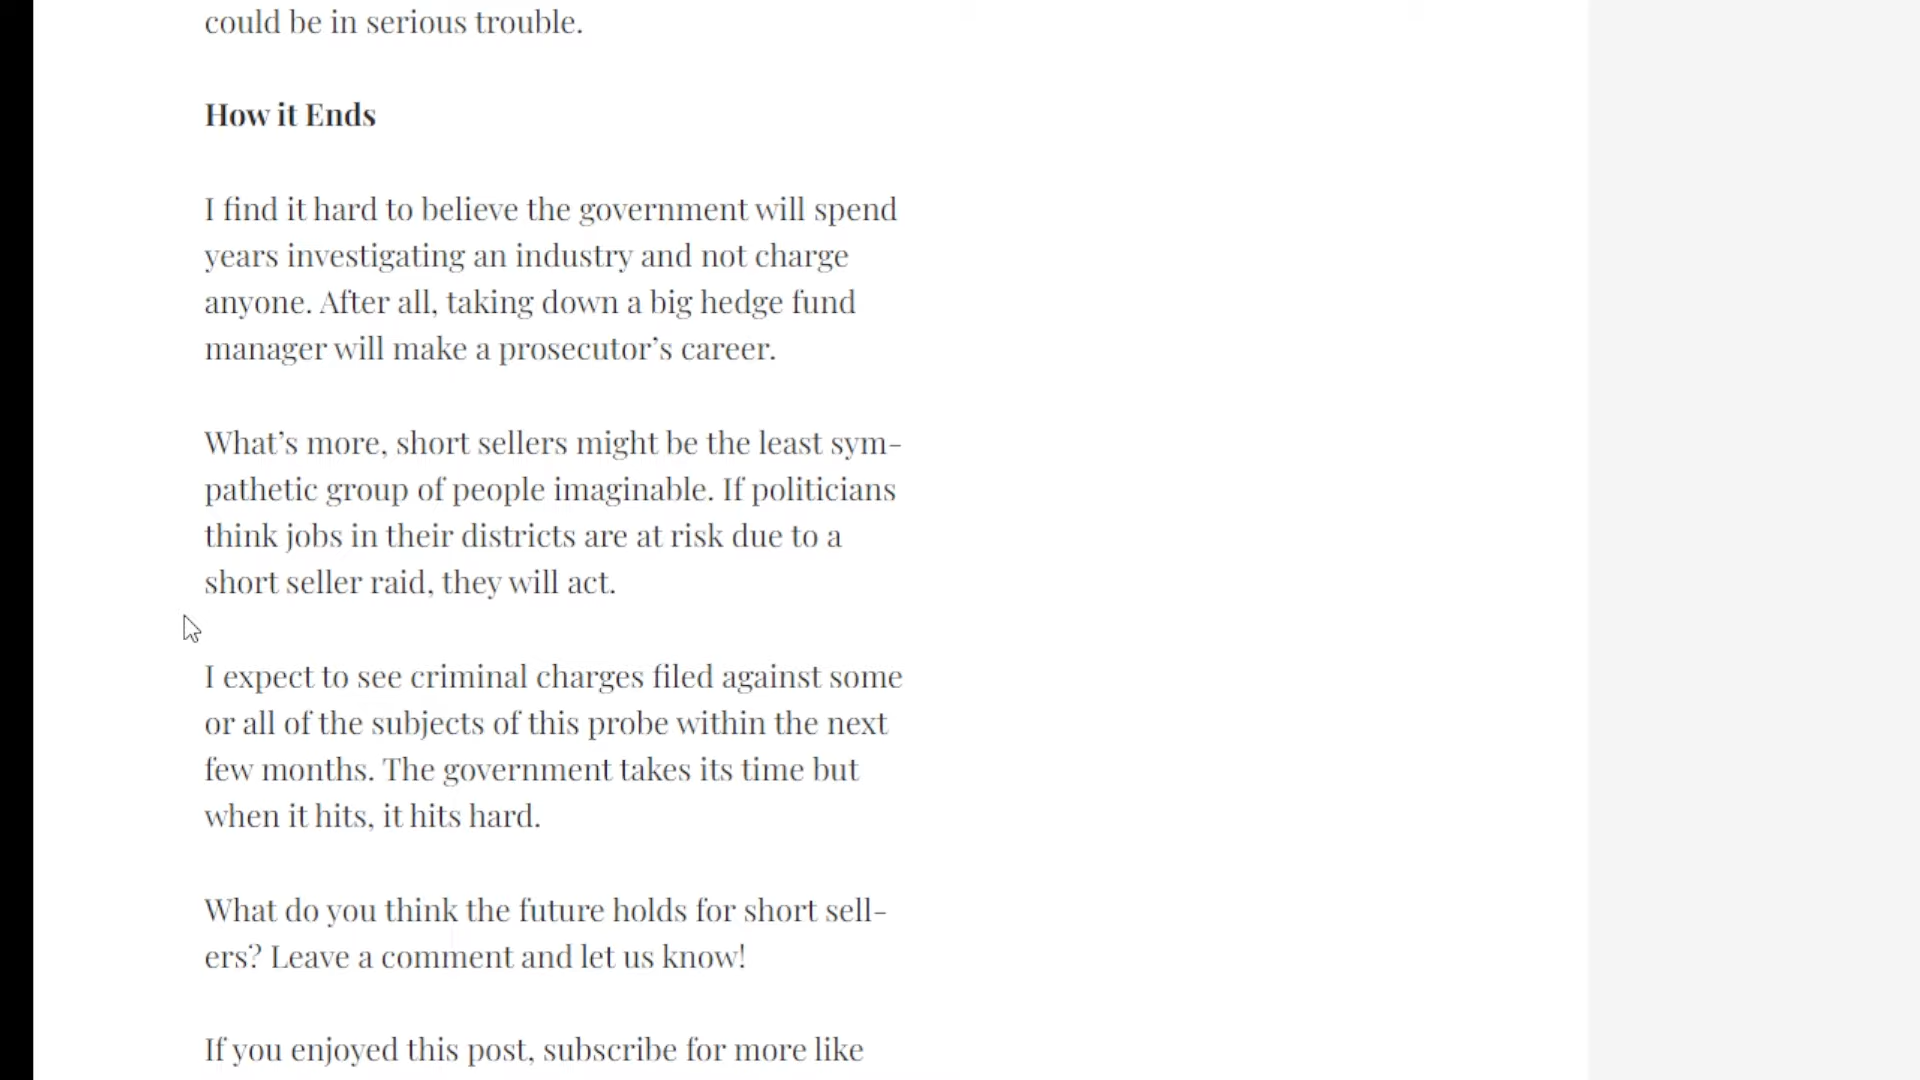 could be in serious trouble.
How it Ends
I find it hard to believe the government will spend
years investigating an industry and not charge
anyone. After all, taking down a big hedge fund
manager will make a prosecutor’s career.
What’s more, short sellers might be the least sym-
pathetic group of people imaginable. If politicians
think jobs in their districts are at risk due to a
short seller raid, they will act.
I expect to see criminal charges filed against some
or all of the subjects of this probe within the next
few months. The government takes its time but
when it hits, it hits hard.
What do you think the future holds for short sell-
ers? Leave a comment and let us know!
If you enjoyed this post, subscribe for more like